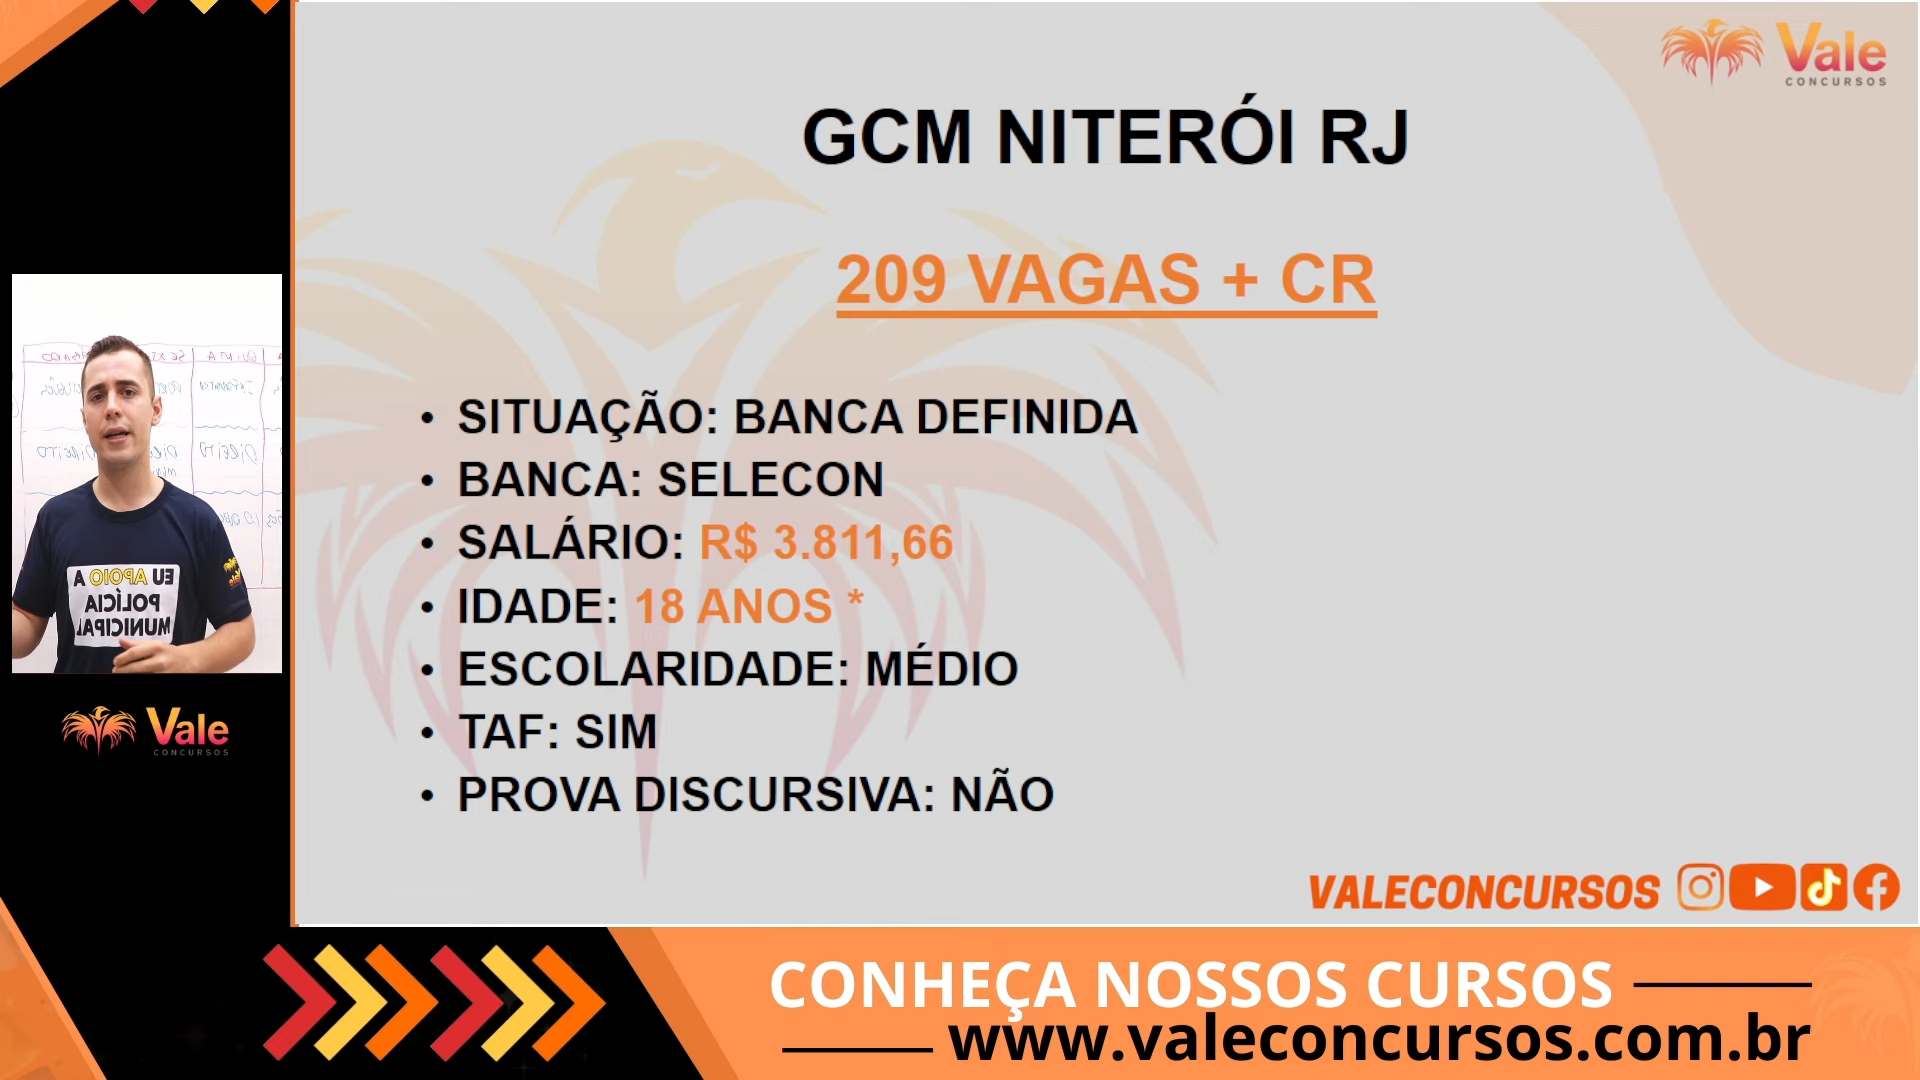 Vale
CONCURSOS
GCM NITERÓI RJ
209 VAGAS + CR
• SITUAÇÃO: BANCA DEFINIDA
• BANCA: SELECON
• SALÁRIO: R$ 3.811,66
• IDADE: 18 ANOS *
• ESCOLARIDADE: MÉDIO
• TAF: SIM
• PROVA DISCURSIVA: NÃO
EU APOIO A
POLÍCIA
MUNICIPAL
Vale
CONCURSOS
VALECONCURSOS
CONHEÇA NOSSOS CURSOS
www.valeconcursos.com.br